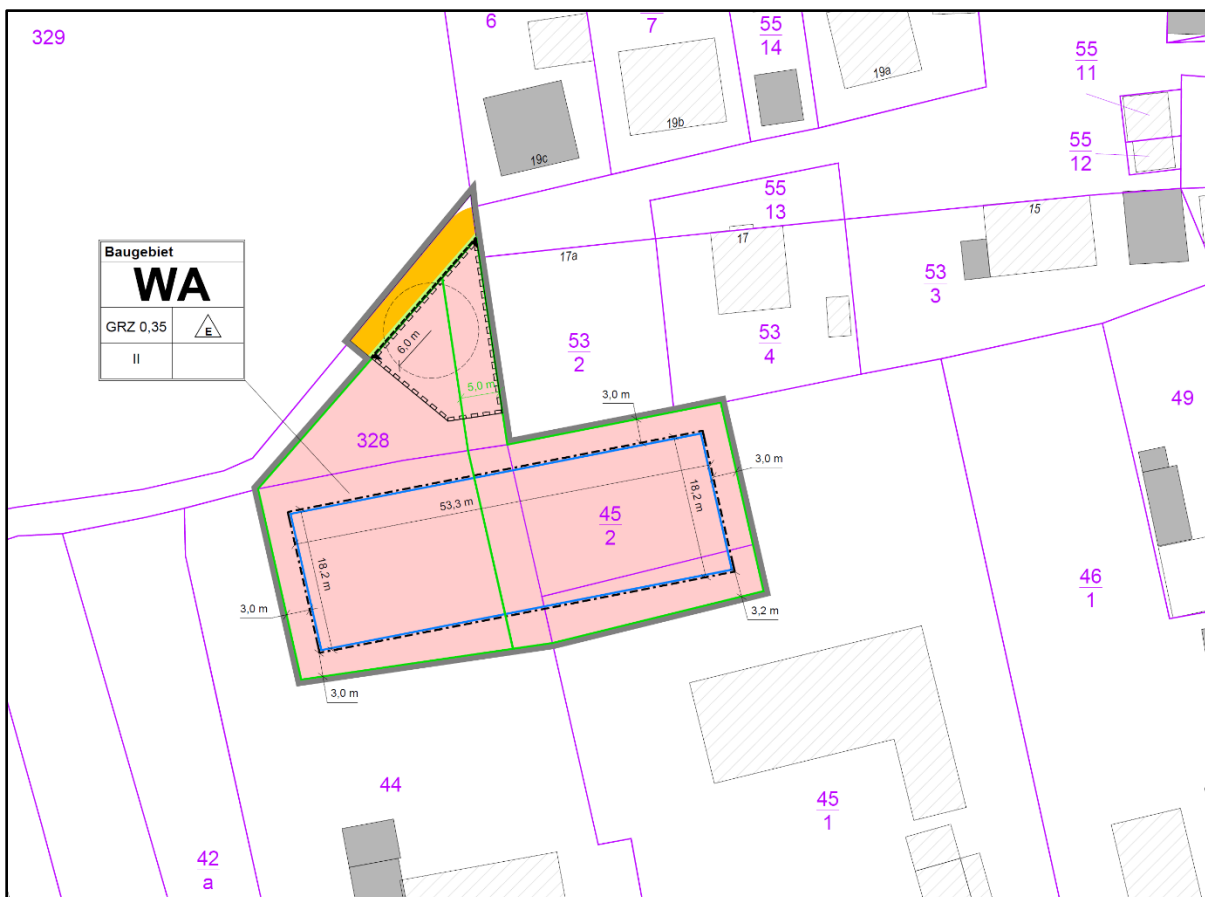 329
6
7
55
14
19a
55
11
19b
19c
55
12
55
13
15
17
17a
53
3
Baugebiet
WA
GRZ 0,35
E
II
6,0 m
53
2
53
4
5,0 m
3,0 m
49
328
3,0 m
53,3 m
18,2 m
45
2
18,2 m
46
1
3,0 m
3,2 m
3,0 m
44
45
1
42
a